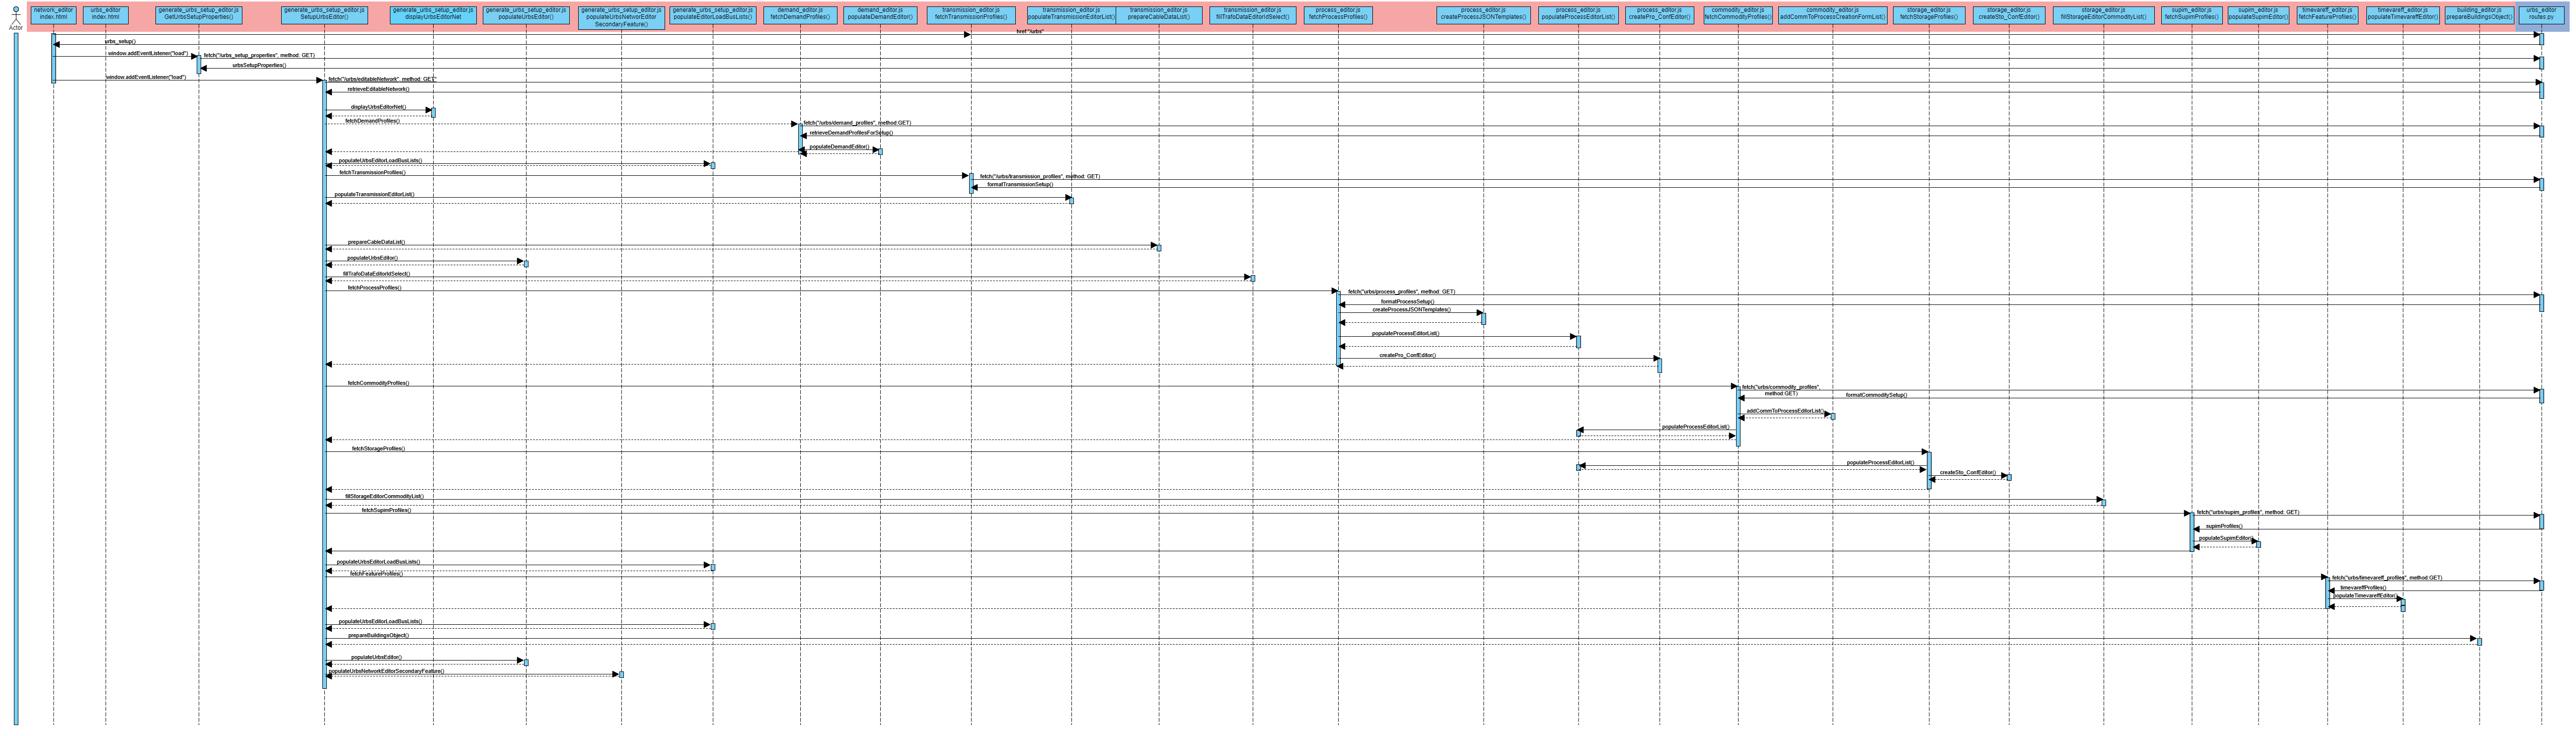 network_editor
index.html
urbs_editor
index.html
generate_urbs_setup_editor.js
GetUrbsSetupProperties()
generate_urbs_setup_editor.js
SetupUrbsEditor()
generate_urbs_setup_editor.js
displayUrbsEditorNet
generate_urbs_setup_editor.js
populateUrbsEditor()
generate_urbs_setup_editor.js
populateUrbsNetworEditor
SecondaryFeature()
generate_urbs_setup_editor.js
populateEditorLoadBusLists()
demand_editor.js
fetchDemandProfiles()
demand_editor.js
populateDemandEditor()
transmission_editor.js
fetchTransmissionProfiles()
transmission_editor.js
populateTransmissionEditorList()
transmission_editor.js
prepareCableDataList()
transmission_editor.js
fillTrafoDataEditorIdSelect()
process_editor.js
fetchProcessProfiles()
process_editor.js
createProcessJSONTemplates()
process_editor.js
populateProcessEditorList()
process_editor.js
createPro_ConfEditor()
commodity_editor.js
fetchCommodityProfiles()
commodity_editor.js
addCommToProcessCreationFormList()
storage_editor.js
fetchStorageProfiles()
storage_editor.js
createSto_ConfEditor()
storage_editor.js
fillStorageEditorCommodityList()
supim_editor.js
fetchSupimProfiles()
supim_editor.js
populateSupimEditor()
timevareff_editor.js
fetchFeatureProfiles()
timevareff_editor.js
populateTimevareffEditor()
building_editor.js
prepareBuildingsObject()
urbs_editor
routes.py
Actor
href "/urbs"
urbs_setup()
window.addEventListener("load")
fetch("/urbs_setup_properties", method: GET)
urbsSetupProperties()
window.addEventListener("load")
fetch("/urbs/editableNetwork", method: GET"
retrieveEditableNetwork()
displayUrbsEditorNet()
fetchDemandProfiles()
fetch("/urbs/demand_profiles", method:GET)
retrieveDemandProfilesForSetup()
populateDemandEditor()
populateUrbsEditorLoadBusLists()
fetchTransmissionProfiles()
fetch("/urbs/transmission_profiles", method: GET)
formatTransmissionSetup()
populateTransmissionEditorList()
prepareCableDataList()
populateUrbsEditor()
fillTrafoDataEditorIdSelect()
fetchProcessProfiles()
fetch("urbs/process_profiles", method: GET)
formatProcessSetup()
createProcessJSONTemplates()
populateProcessEditorList()
createPro_ConfEditor()
fetchCommodityProfiles()
fetch("urbs/commodity_profiles",
method:GET)
formatCommoditySetup()
addCommToProcessEditorList()
populateProcessEditorList()
fetchStorageProfiles()
populateProcessEditorList()
createSto_ConfEditor()
fillStorageEditorCommodityList()
fetchSupimProfiles()
fetch("urbs/supim_profiles", method: GET)
supimProfiles()
populateSupimEditor()
populateUrbsEditorLoadBusLists()
fetchFeatureProfiles()
fetch("urbs/timevareff_profiles", method:GET)
timevareffProfiles()
populateTimevareffEditor()
populateUrbsEditorLoadBusLists()
prepareBuildingsObject()
populateUrbsEditor()
populateUrbsNetworkEditorSecondaryFeature()